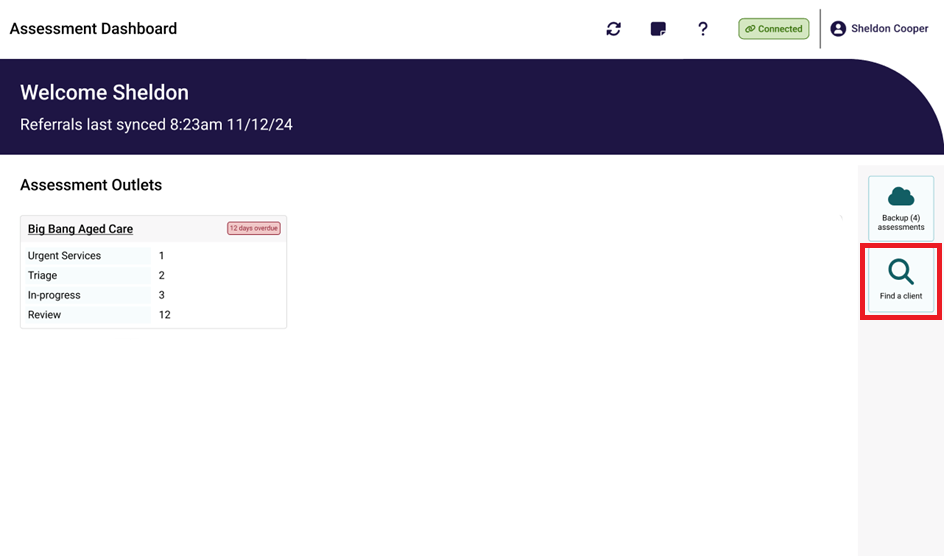 Assessment Dashboard
?
Connected
Sheldon Cooper
Welcome Sheldon
Referrals last synced 8:23am 11/12/24
Assessment Outlets
Big Bang Aged Care
12 days overdue
Urgent Services 1
Triage 2
In-progress 3
Review 12
Backup (4)
assessments
Find a client